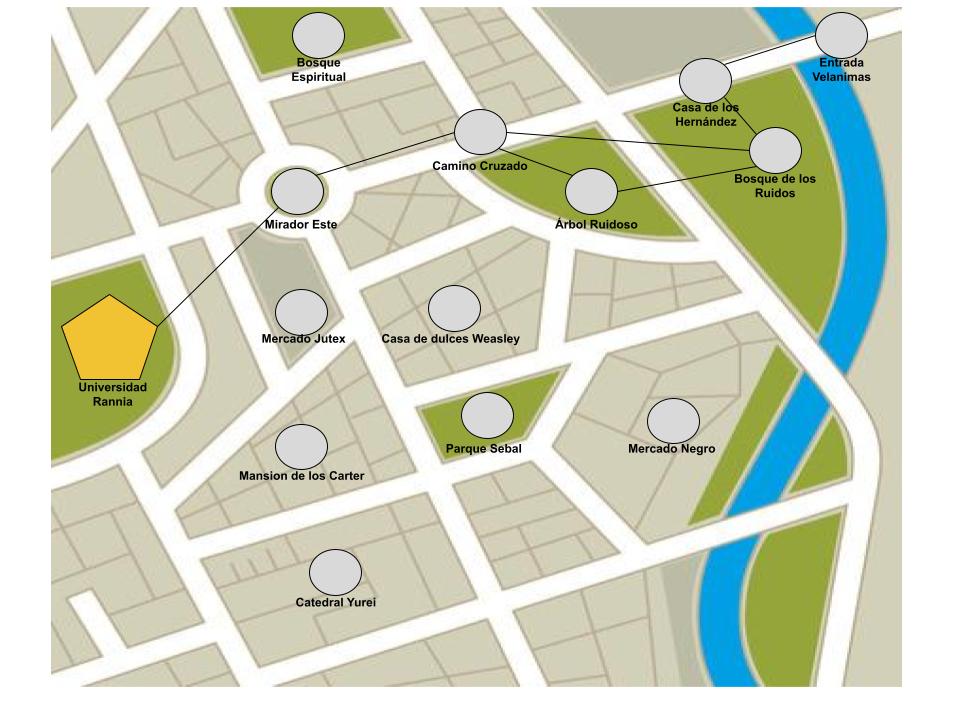 Bosque
Espiritual
Entrada
Velanimas
Casa de los
Hernández
Camino Cruzado
Bosque de los
Ruidos
Mirador Este
Árbol Ruidoso
Mercado Jutex
Casa de dulces Weasley
Universidad
Rannia
Parque Sebal
Mercado Negro
Mansion de los Carter
Catedral Yurei